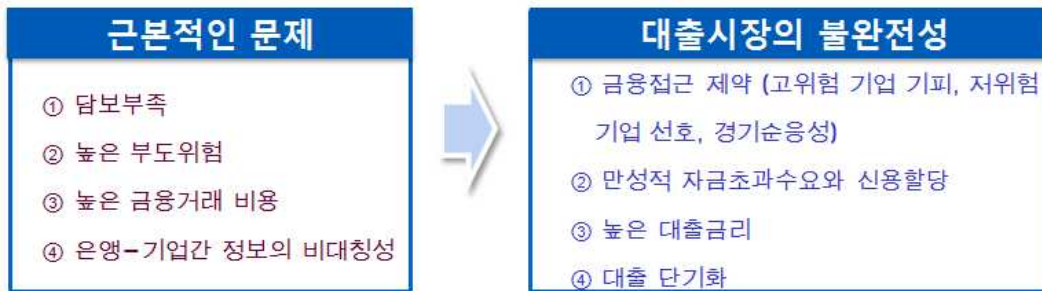 근본적인 문제
① 담보부족
② 높은 부도위험
③ 높은 금융거래 비용
④ 은앵-기업간 정보의 비대칭성
대출시장의 불완전성
① 금융접근 제약 (고위험 기업 기피, 저위험
기업 선호, 경기순응성)
② 만성적 자금초과수요와 신용할당
③ 높은 대출금리
④ 대출 단기화